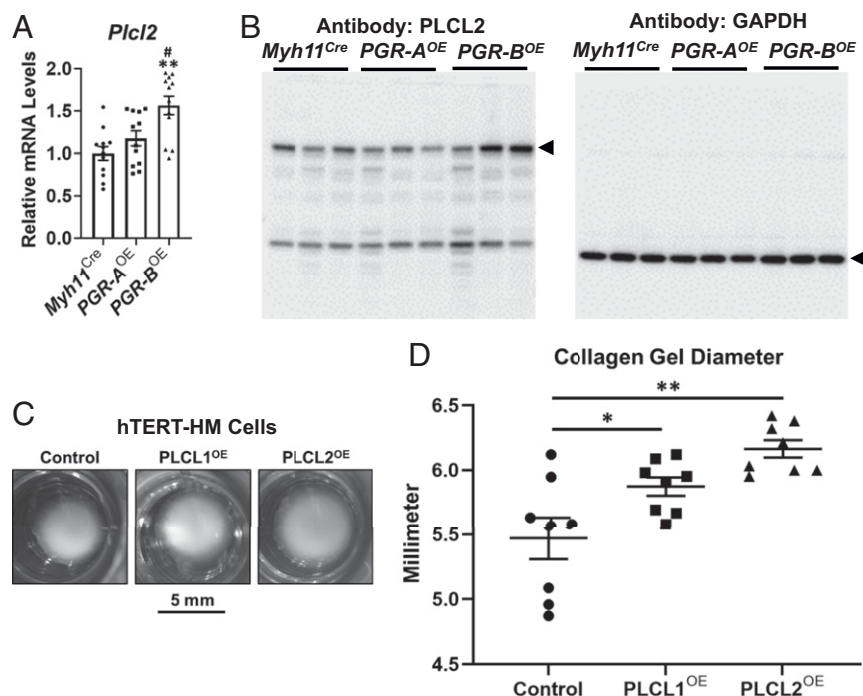 A
Plcl2
Relative mRNA Levels
2.0
1.5
1.0
0.5
0.0
#
**
Myh11Cre
PGR-AOE
PGR-BOE
B
Antibody: PLCL2
Myh11Cre PGR-AOE PGR-BOE
Antibody: GAPDH
Myh11Cre PGR-AOE PGR-BOE
C
hTERT-HM Cells
Control PLCL1OE PLCL2OE
5 mm
D
Collagen Gel Diameter
Millimeter
6.5
6.0
5.5
5.0
4.5
*
**
Control PLCL1OE PLCL2OE